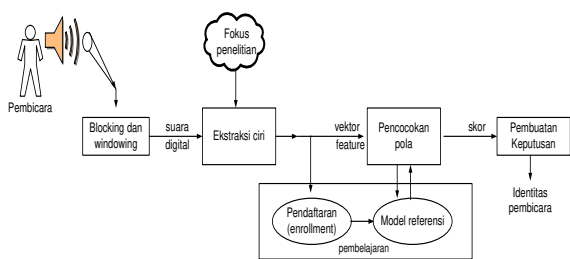 Fokus
penelitian
Pembicara
Blocking dan
windowing
suara
digital
Ekstraksi ciri
vektor
feature
Pencocokan
pola
skor
Pembuatan
Keputusan
Identitas
pembicara
Pendaftaran
(enrollment)
Model referensi
pembelajaran